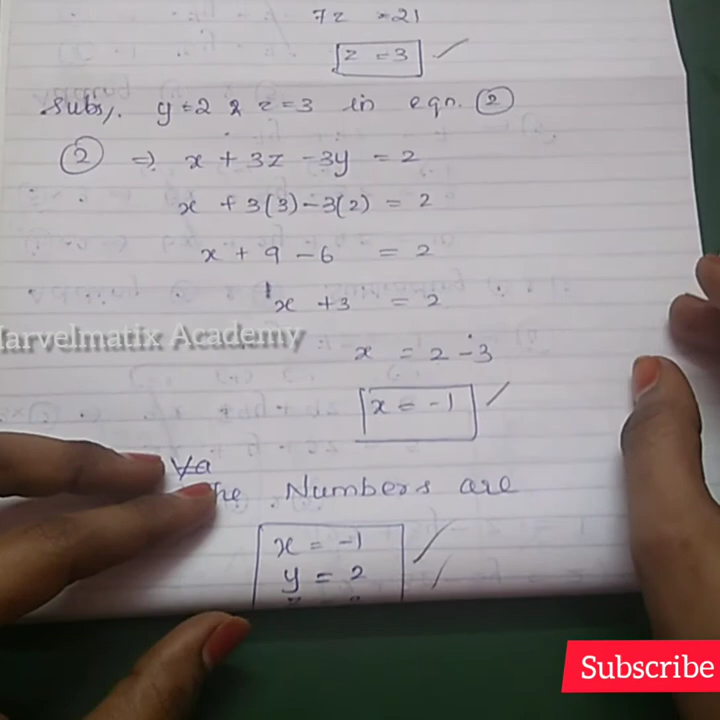 7z = 21
z = 3
Subs/. y=2 & z=3 in eqn. ②
② ⇒ x + 3z - 3y = 2
x + 3(3) - 3(2) = 2
x + 9 - 6 = 2
x + 3 = 2
Marvelmatix Academy
x = 2 - 3
x = -1
The Numbers are
x = -1
y = 2
Subscribe